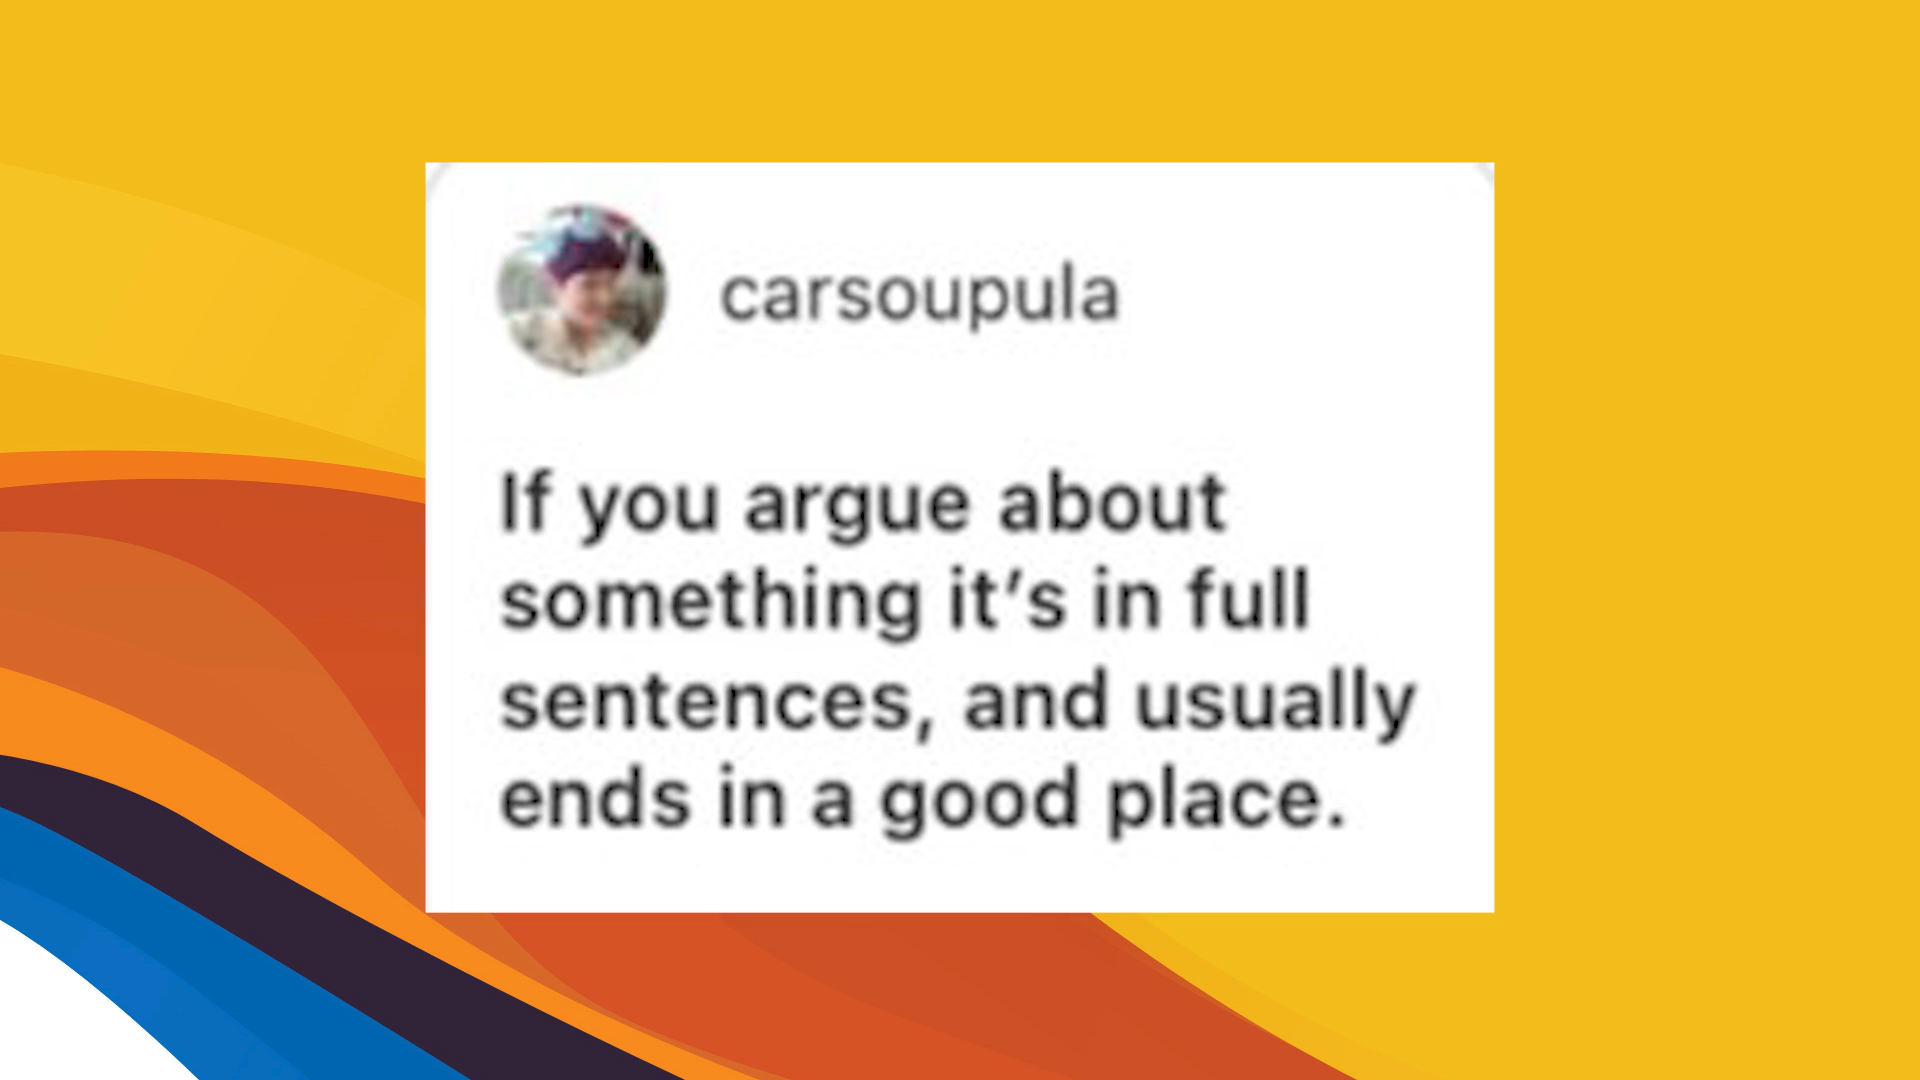 carsoupula
If you argue about
something it’s in full
sentences, and usually
ends in a good place.